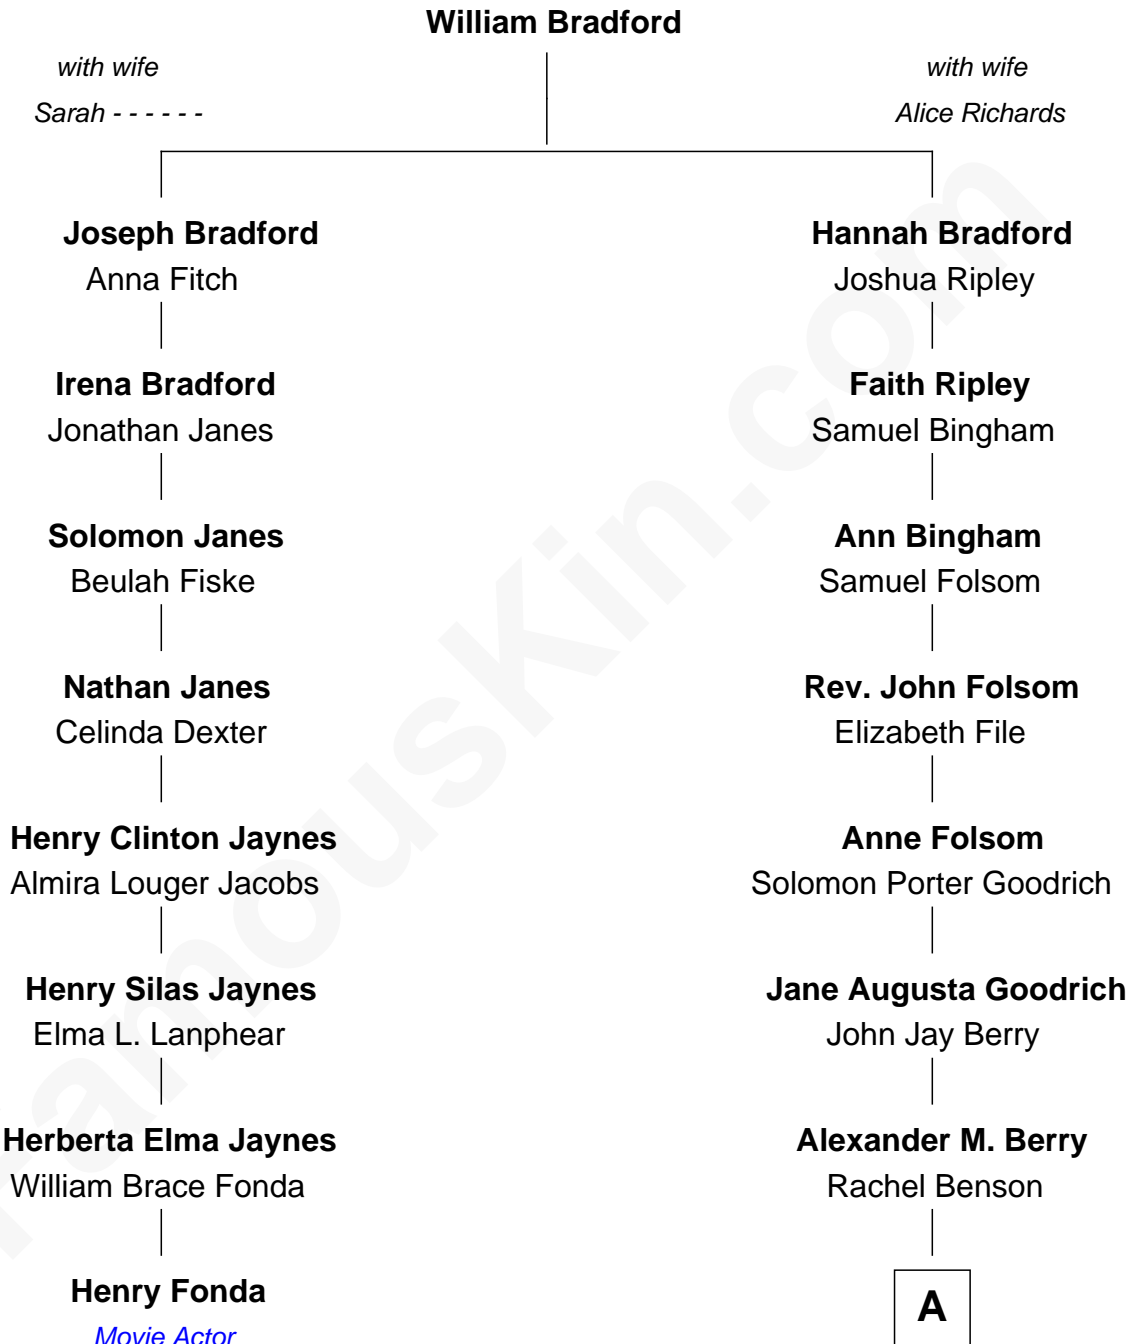 William Bradford
with wife
Sarah - - - - - -
with wife
Alice Richards
Joseph Bradford
Anna Fitch
Hannah Bradford
Joshua Ripley
Irena Bradford
Jonathan Janes
Faith Ripley
Samuel Bingham
Solomon Janes
Beulah Fiske
Ann Bingham
Samuel Folsom
Nathan Janes
Celinda Dexter
Rev. John Folsom
Elizabeth File
Henry Clinton Jaynes
Almira Louger Jacobs
Anne Folsom
Solomon Porter Goodrich
Henry Silas Jaynes
Elma L. Lanphear
Jane Augusta Goodrich
John Jay Berry
Herberta Elma Jaynes
William Brace Fonda
Alexander M. Berry
Rachel Benson
Henry Fonda
Movie Actor
A
FamousKin.com